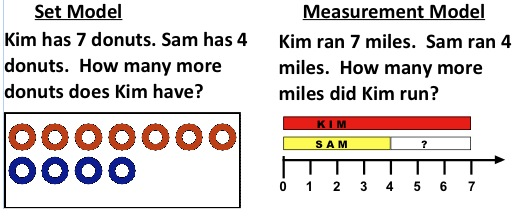 Set Model
Kim has 7 donuts. Sam has 4
donuts. How many more
donuts does Kim have?
Measurement Model
Kim ran 7 miles. Sam ran 4
miles. How many more
miles did Kim run?
KIM
SAM ?
0 1 2 3 4 5 6 7